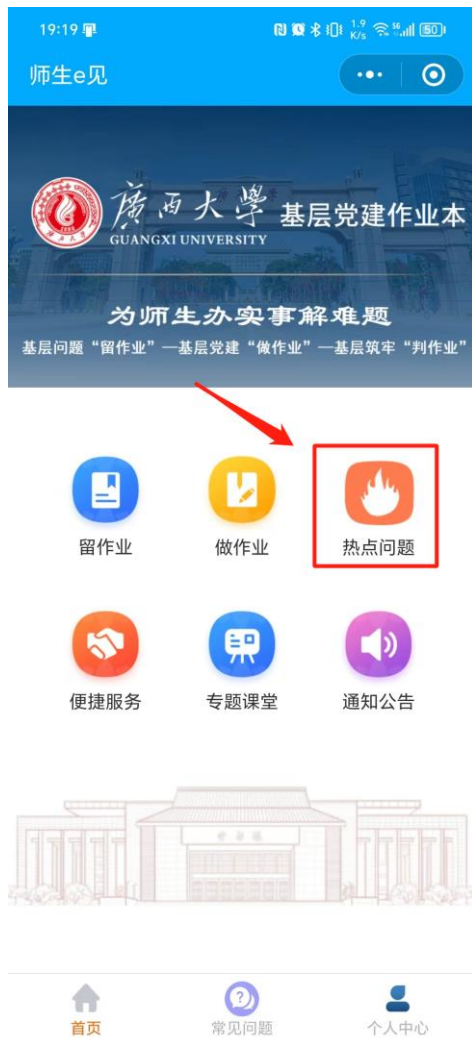 19:19
1.9
K/s
5G
50
师生e见
廣西大學
GUANGXI UNIVERSITY
基层党建作业本
为师生办实事解难题
基层问题“留作业”—基层党建“做作业”—基层筑牢“判作业”
留作业
做作业
热点问题
便捷服务
专题课堂
通知公告
首页
常见问题
个人中心